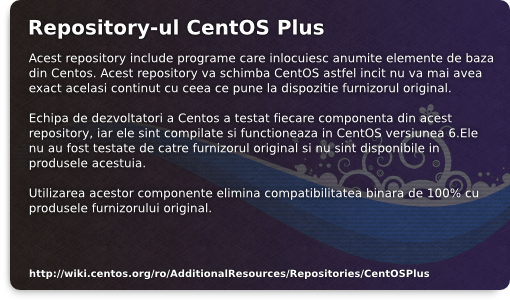 Repository-ul CentOS Plus
Acest repository include programe care inlocuiesc anumite elemente de baza
din Centos. Acest repository va schimba CentOS astfel incit nu va mai avea
exact acelasi continut cu ceea ce pune la dispozitie furnizorul original.
Echipa de dezvoltatori a Centos a testat fiecare componenta din acest
repository, iar ele sint compilate si functioneaza in CentOS versiunea 6.Ele
nu au fost testate de catre furnizorul original si nu sint disponibile in
produsele acestuia.
Utilizarea acestor componente elimina compatibilitatea binara de 100% cu
produsele furnizorului original.
http://wiki.centos.org/ro/AdditionalResources/Repositories/CentOSPlus